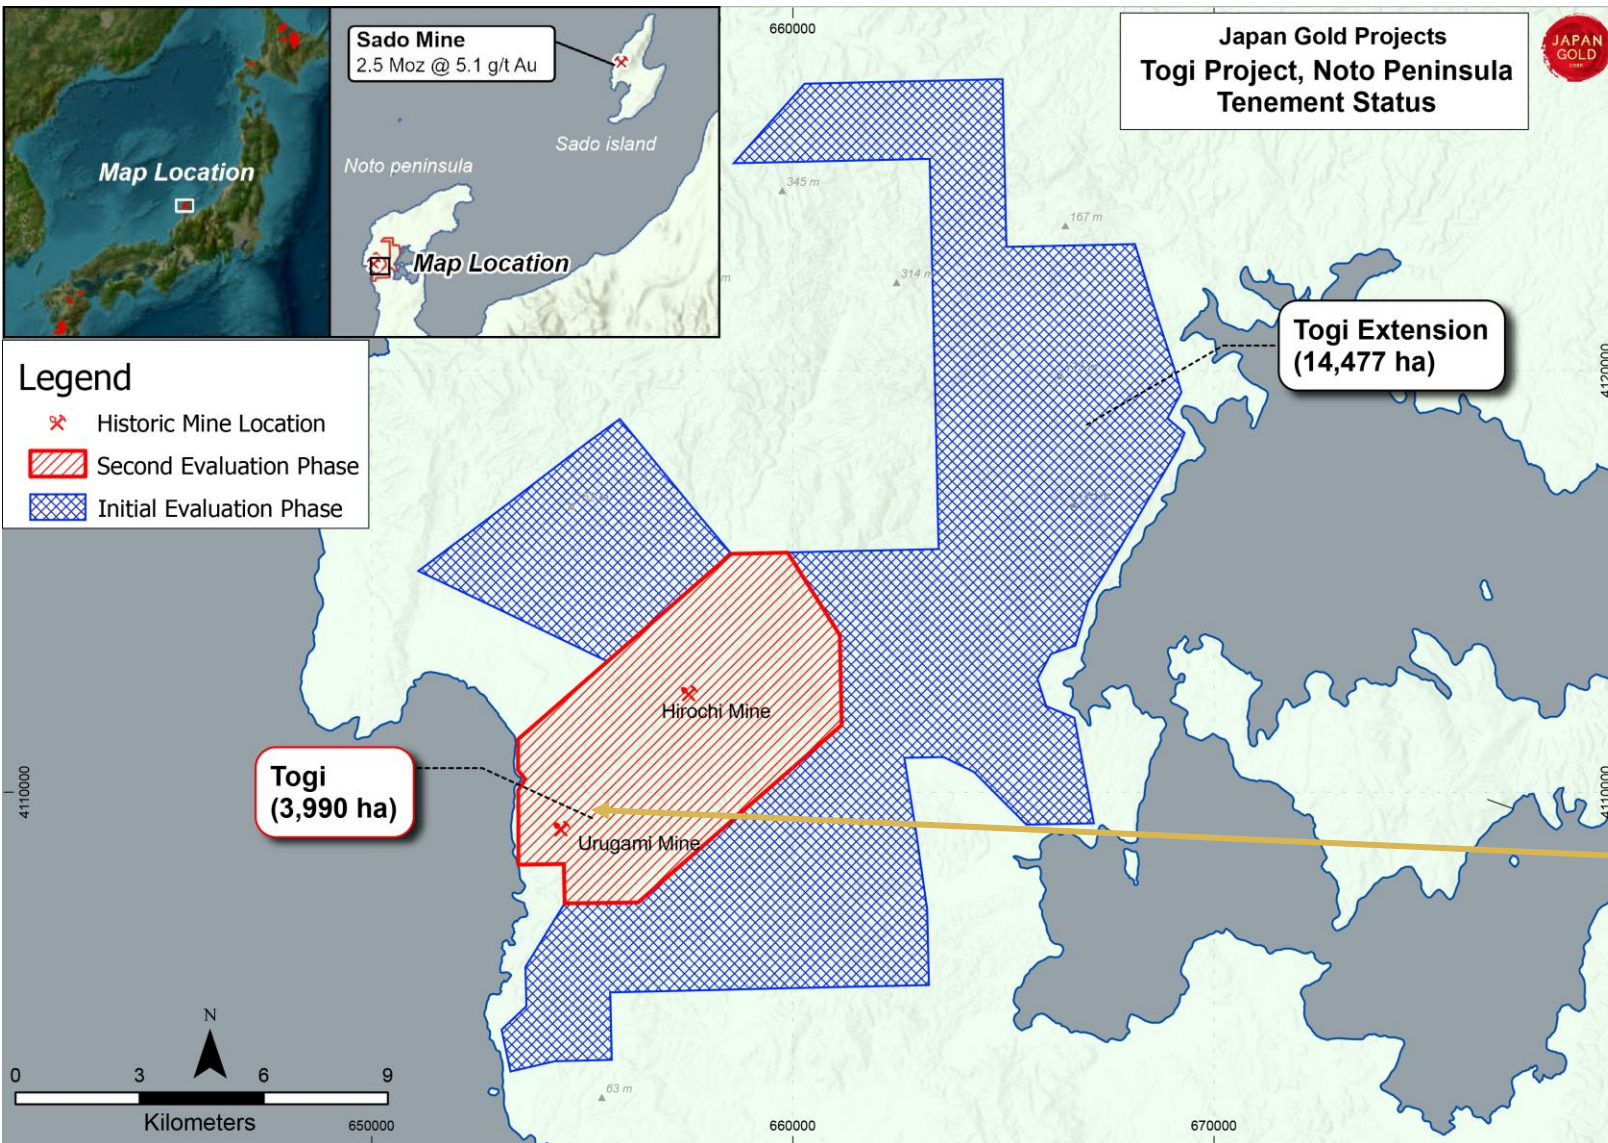 Japan Gold Projects
Togi Project, Noto Peninsula
Tenement Status
JAPAN
GOLD
CORP.
Map Location
Sado Mine
2.5 Moz @ 5.1 g/t Au
Sado island
Noto peninsula
Map Location
Legend
Historic Mine Location
Second Evaluation Phase
Initial Evaluation Phase
660000
345 m
167 m
314 m
m
Togi Extension
(14,477 ha)
4120000
Hirochi Mine
Togi
(3,990 ha)
Urugami Mine
4110000
4110000
N
0 3 6 9
Kilometers
63 m
650000
660000
670000